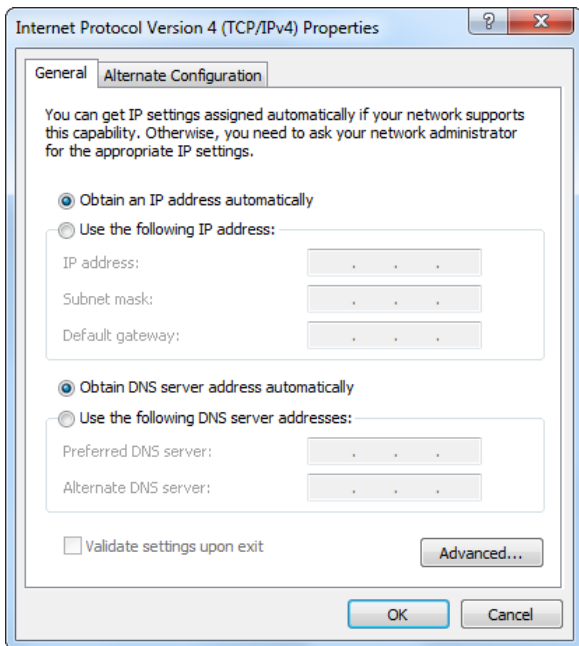 Internet Protocol Version 4 (TCP/IPv4) Properties
?
X
General
Alternate Configuration
You can get IP settings assigned automatically if your network supports
this capability. Otherwise, you need to ask your network administrator
for the appropriate IP settings.
Obtain an IP address automatically
Use the following IP address:
IP address: . . .
Subnet mask: . . .
Default gateway: . . .
Obtain DNS server address automatically
Use the following DNS server addresses:
Preferred DNS server: . . .
Alternate DNS server: . . .
Validate settings upon exit
Advanced...
OK
Cancel